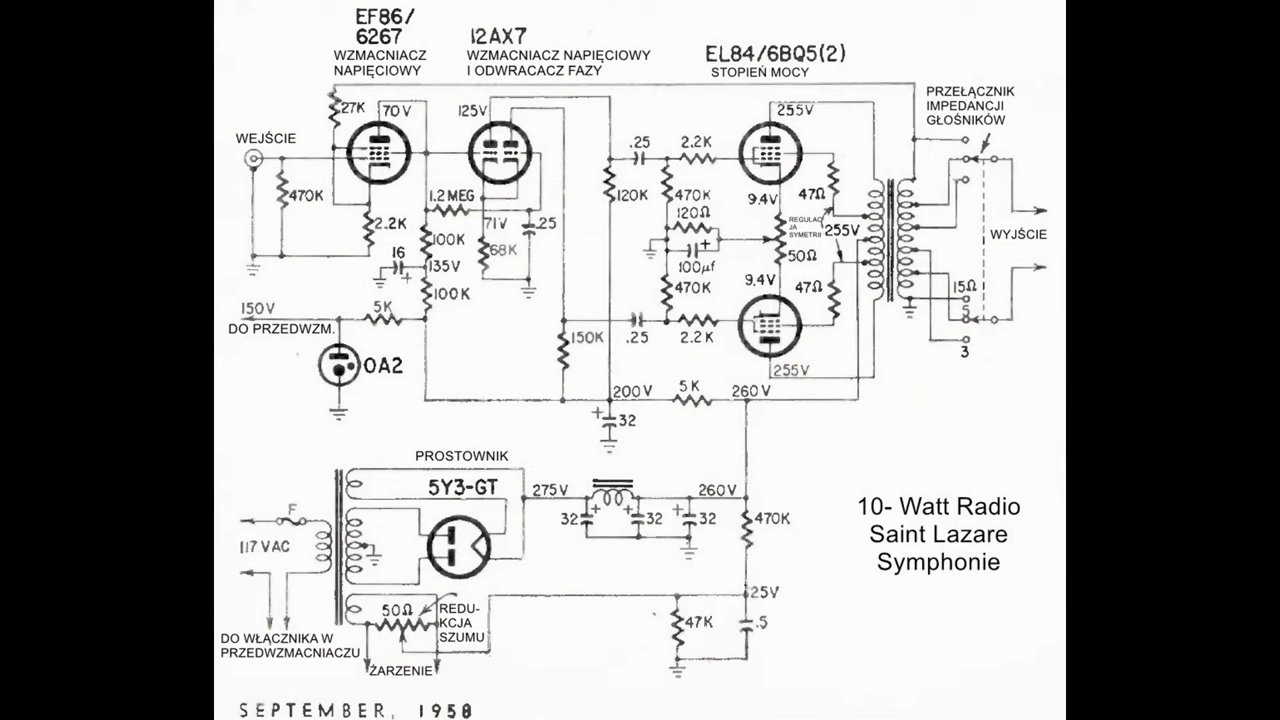 EF86/
6267
WZMACNIACZ
NAPIĘCIOWY
12AX7
WZMACNIACZ NAPIĘCIOWY
I ODWRACACZ FAZY
EL84/6BQ5(2)
STOPIEŃ MOCY
PRZEŁĄCZNIK
IMPEDANCJI
GŁOŚNIKÓW
27K
70V
125V
255V
WEJŚCIE
.25
2.2K
470K
1.2 MEG
120K
470K
9.4V
47Ω
2.2K
71V
.25
120Ω
REGULAC
JA
SYMETRII
255V
WYJŚCIE
100K
68K
16
+
135V
+
100µf
50Ω
100K
470K
9.4V
47Ω
15Ω
150V
5K
5
DO PRZEDWZM.
.25
2.2K
150K
3
OA2
255V
200V
5K
260V
+
32
PROSTOWNIK
5Y3-GT
275V
260V
F
32
+
+
32
+
32
470K
117 VAC
10- Watt Radio
Saint Lazare
Symphonie
25V
50Ω
REDU-
KCJA
SZUMU
47K
.5
DO WŁĄCZNIKA W
PRZEDWZMACNIACZU
ŻARZENIE
SEPTEMBER, 1958